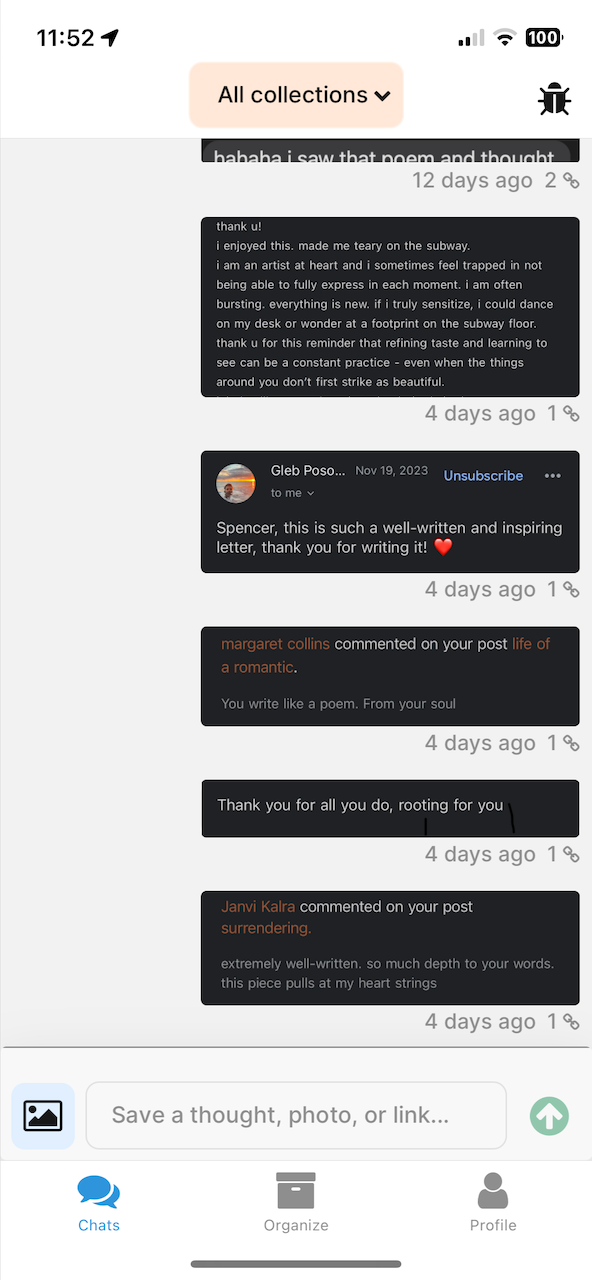 11:52
100
All collections
hahaha i saw that poem and thought
12 days ago 2
thank u!
i enjoyed this. made me teary on the subway.
i am an artist at heart and i sometimes feel trapped in not
being able to fully express in each moment. i am often
bursting. everything is new. if i truly sensitize, i could dance
on my desk or wonder at a footprint on the subway floor.
thank u for this reminder that refining taste and learning to
see can be a constant practice - even when the things
around you don’t first strike as beautiful.
4 days ago 1
Gleb Poso... Nov 19, 2023 Unsubscribe
to me
Spencer, this is such a well-written and inspiring
letter, thank you for writing it! ❤️
4 days ago 1
margaret collins commented on your post life of
a romantic.
You write like a poem. From your soul
4 days ago 1
Thank you for all you do, rooting for you
4 days ago 1
Janvi Kalra commented on your post
surrendering.
extremely well-written. so much depth to your words.
this piece pulls at my heart strings
4 days ago 1
Save a thought, photo, or link...
Chats Organize Profile